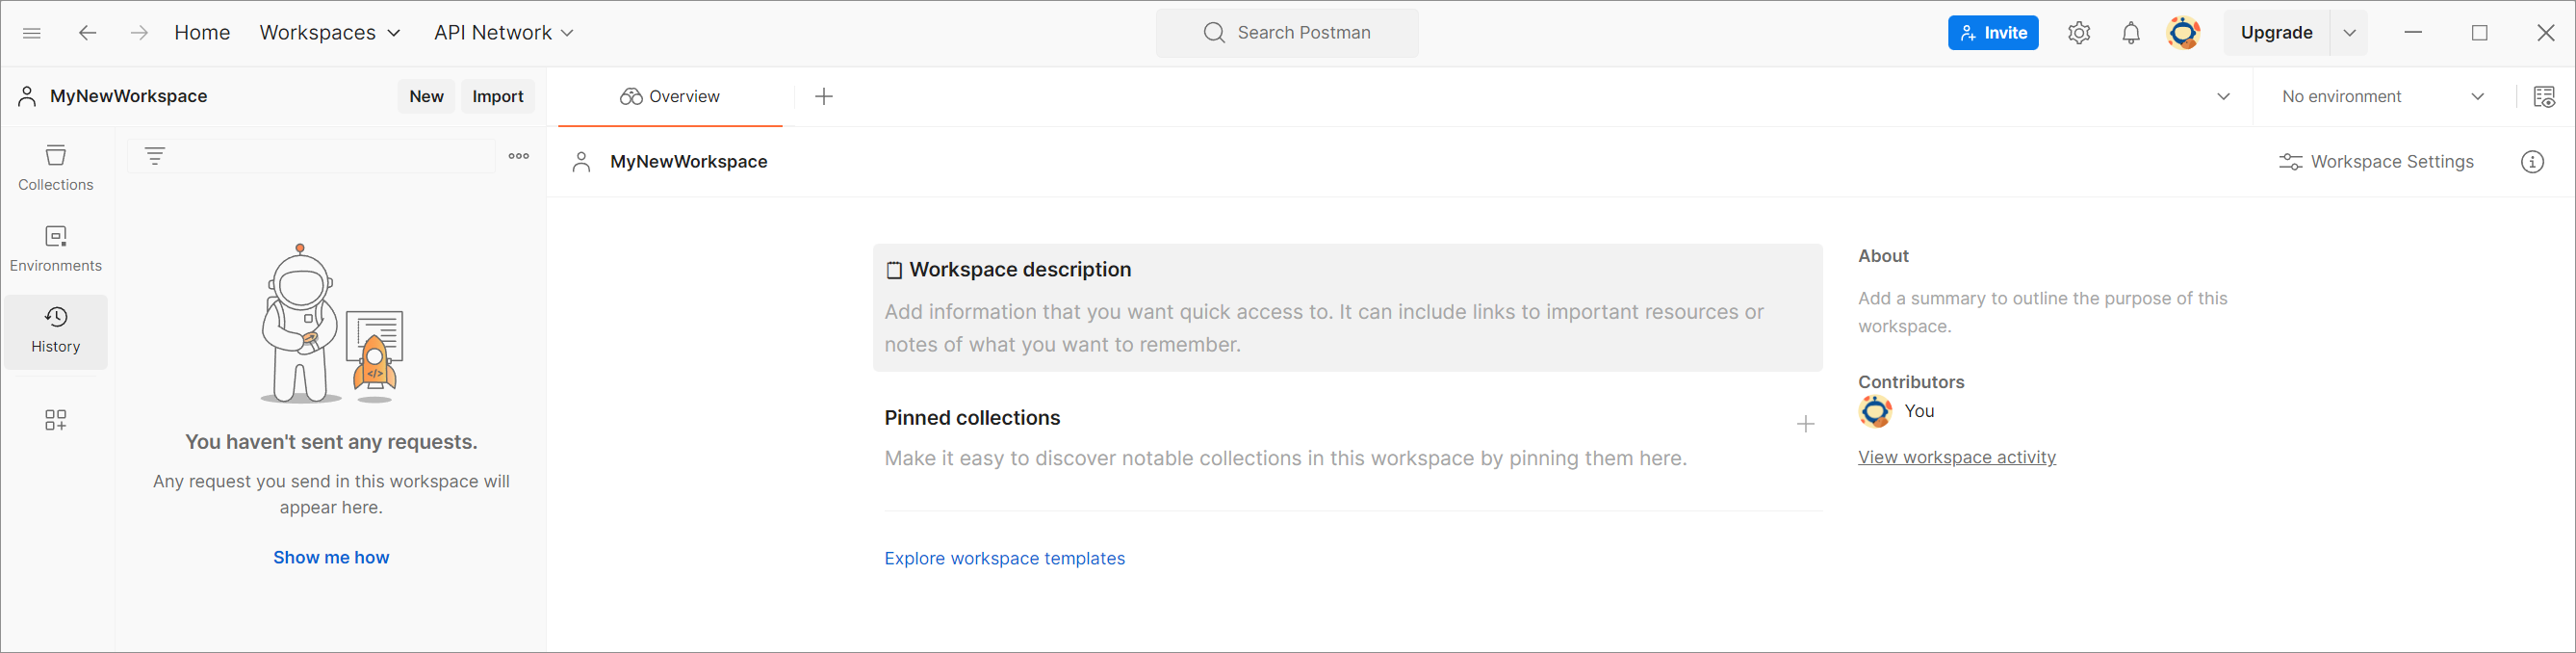 Home Workspaces API Network Search Postman Invite Upgrade
MyNewWorkspace New Import Overview No environment
Collections
Environments
History
You haven't sent any requests.
Any request you send in this workspace will
appear here.
Show me how
MyNewWorkspace Workspace Settings
Workspace description
Add information that you want quick access to. It can include links to important resources or
notes of what you want to remember.
Pinned collections
Make it easy to discover notable collections in this workspace by pinning them here.
Explore workspace templates
About
Add a summary to outline the purpose of this
workspace.
Contributors
You
View workspace activity